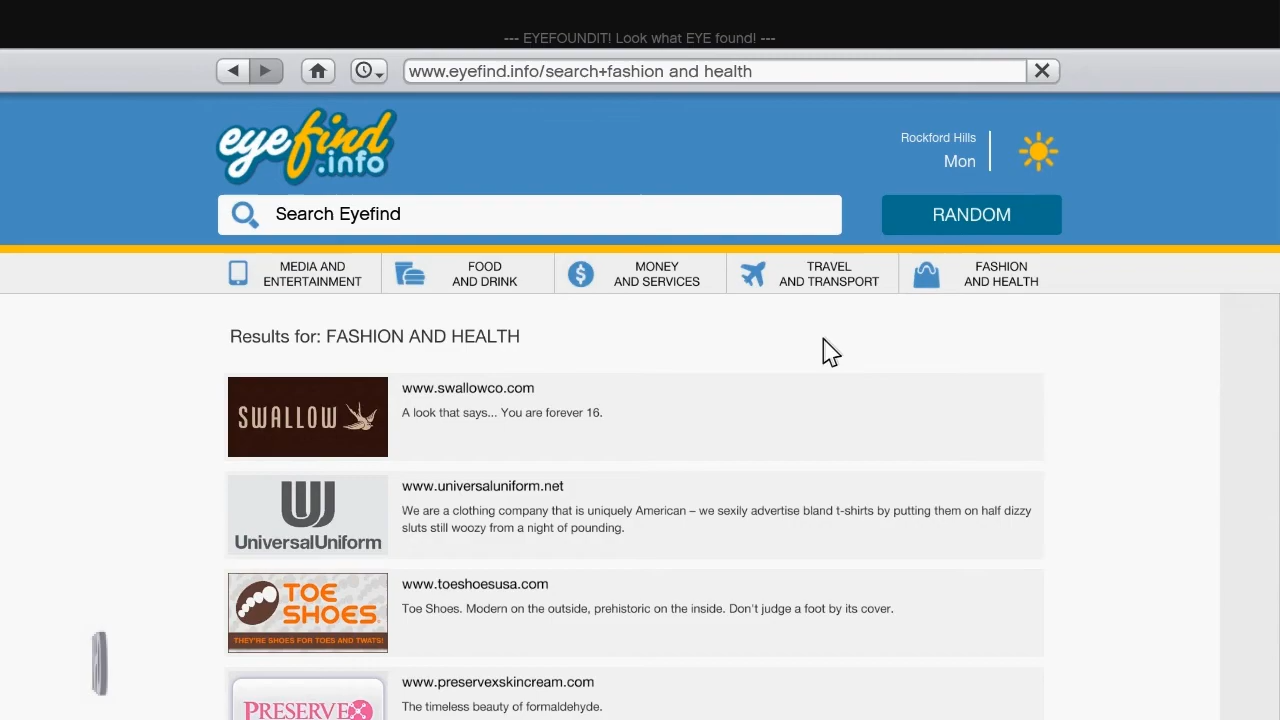 --- EYEFOUNDIT! Look what EYE found! ---
www.eyefind.info/search+fashion and health
eyefind
.info
Rockford Hills
Mon
Search Eyefind
RANDOM
MEDIA AND
ENTERTAINMENT
FOOD
AND DRINK
MONEY
AND SERVICES
TRAVEL
AND TRANSPORT
FASHION
AND HEALTH
Results for: FASHION AND HEALTH
SWALLOW
www.swallowco.com
A look that says... You are forever 16.
UniversalUniform
www.universaluniform.net
We are a clothing company that is uniquely American – we sexily advertise bland t-shirts by putting them on half dizzy
sluts still woozy from a night of pounding.
TOE
SHOES
THEY'RE SHOES FOR TOES AND TWATS!
www.toeshoesusa.com
Toe Shoes. Modern on the outside, prehistoric on the inside. Don't judge a foot by its cover.
PRESERVEX
www.preservexskincream.com
The timeless beauty of formaldehyde.